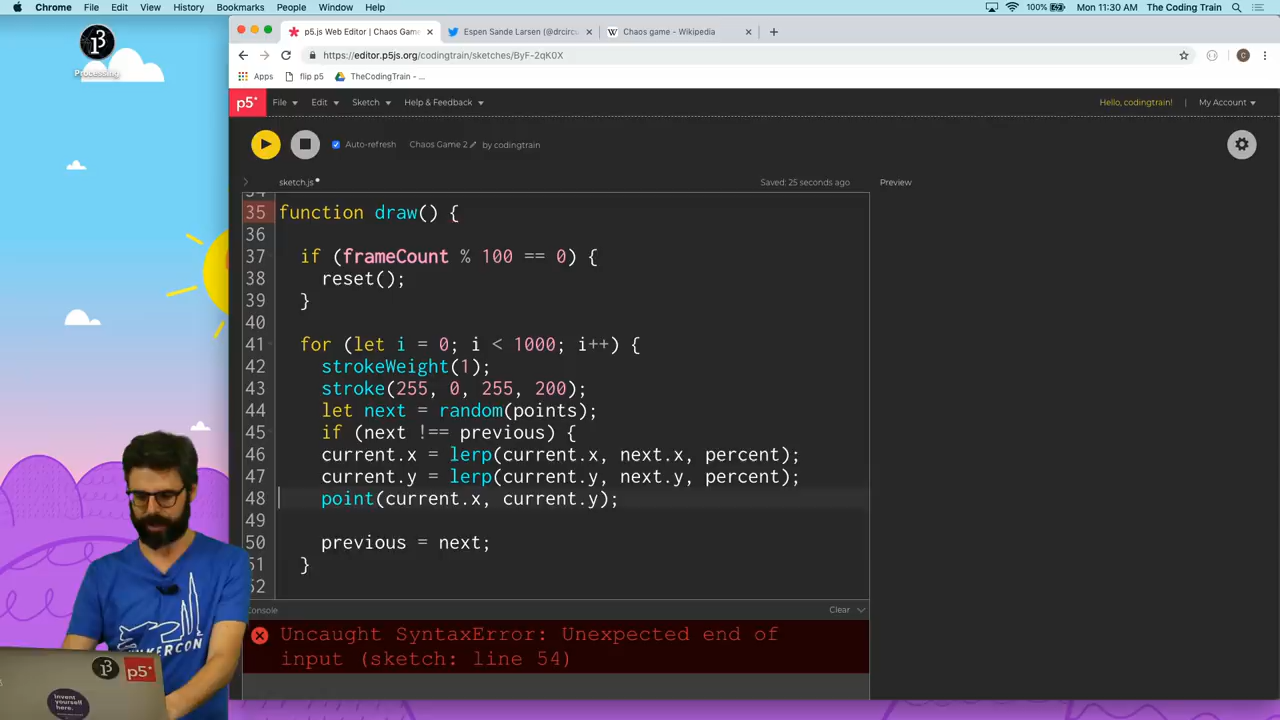 Chrome File Edit View History Bookmarks People Window Help 100% Mon 11:30 AM The Coding Train
Processing
p5.js Web Editor | Chaos Game × Espen Sande Larsen (@drcircu × Chaos game - Wikipedia ×
https://editor.p5js.org/codingtrain/sketches/ByF-2qK0X
Apps flip p5 TheCodingTrain - ...
p5* File Edit Sketch Help & Feedback Hello, codingtrain! | My Account
Auto-refresh Chaos Game 2 by codingtrain
sketch.js Saved: 25 seconds ago Preview
35 function draw() {
36
37 if (frameCount % 100 == 0) {
38 reset();
39 }
40
41 for (let i = 0; i < 1000; i++) {
42 strokeWeight(1);
43 stroke(255, 0, 255, 200);
44 let next = random(points);
45 if (next !== previous) {
46 current.x = lerp(current.x, next.x, percent);
47 current.y = lerp(current.y, next.y, percent);
48 point(current.x, current.y);
49
50 previous = next;
51 }
52
Console Clear
Uncaught SyntaxError: Unexpected end of
input (sketch: line 54)
p5*
Invent
yourself
here.